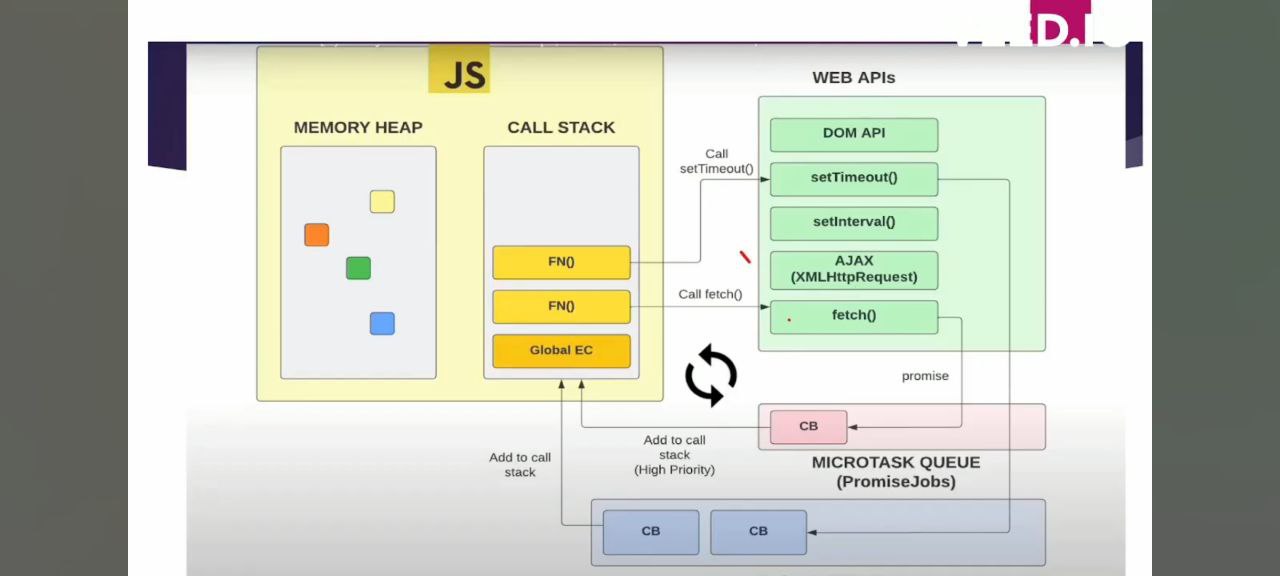 JS
WEB APIs
MEMORY HEAP
CALL STACK
DOM API
Call
setTimeout()
setTimeout()
setInterval()
FN()
AJAX
(XMLHttpRequest)
FN()
Call fetch()
fetch()
Global EC
promise
CB
Add to call
stack
(High Priority)
Add to call
stack
MICROTASK QUEUE
(PromiseJobs)
CB
CB